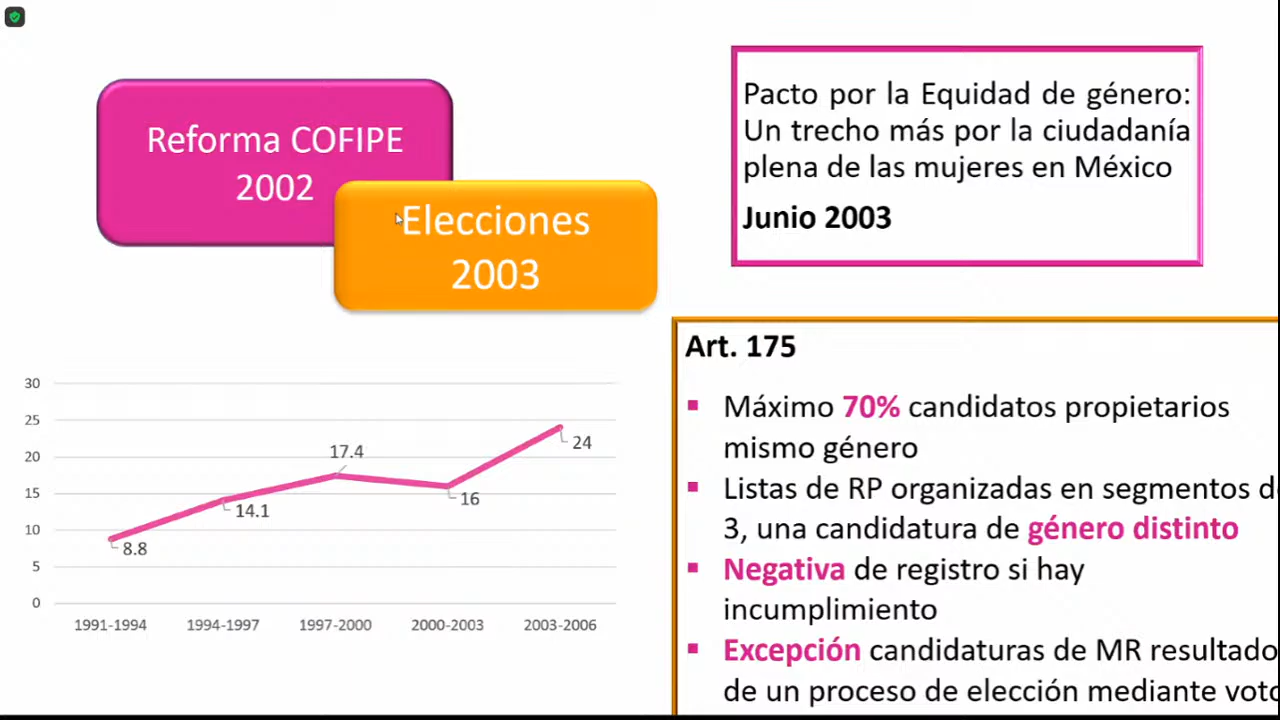 Reforma COFIPE
2002
Elecciones
2003
Pacto por la Equidad de género:
Un trecho más por la ciudadanía
plena de las mujeres en México
Junio 2003
30
25
20
15
10
5
0
8.8
14.1
17.4
16
24
1991-1994
1994-1997
1997-2000
2000-2003
2003-2006
Art. 175
Máximo 70% candidatos propietarios
mismo género
Listas de RP organizadas en segmentos
3, una candidatura de género distinto
Negativa de registro si hay
incumplimiento
Excepción candidaturas de MR resultado
de un proceso de elección mediante